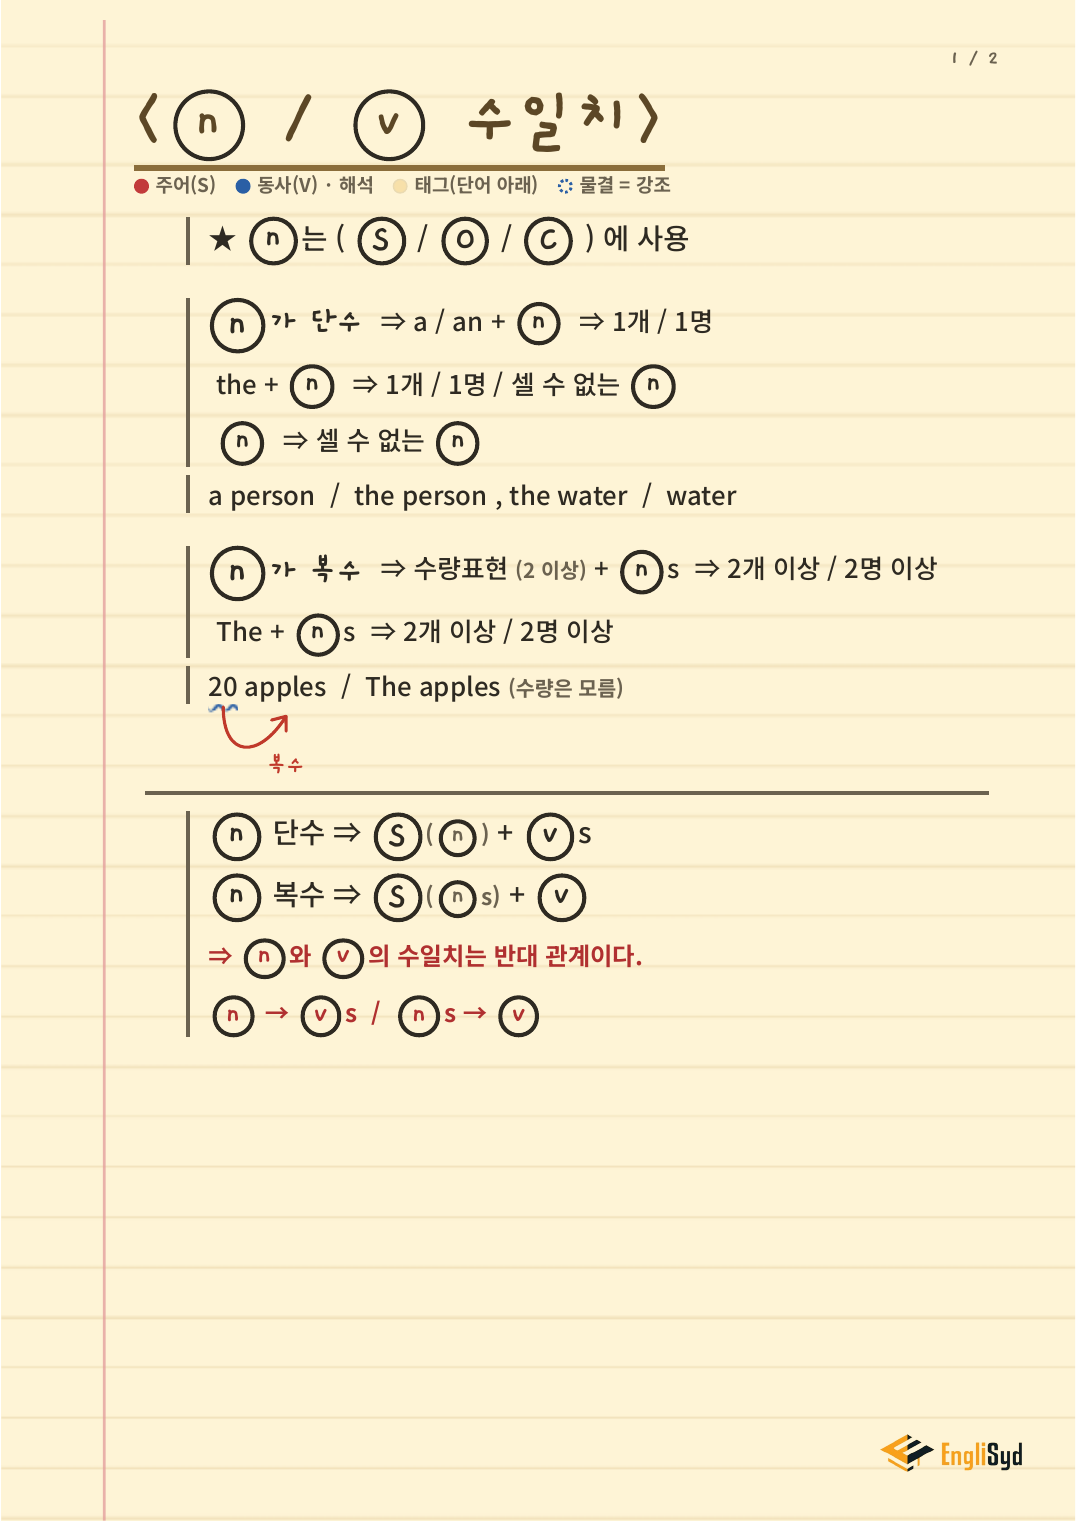 1 / 2
< n / v 수일치>
주어(S) 동사(V) · 해석 태그(단어 아래) 물결 = 강조
★ n는 ( S / O / C ) 에 사용
n가 단수 ⇒ a / an + n ⇒ 1개 / 1명
the + n ⇒ 1개 / 1명 / 셀 수 없는 n
n ⇒ 셀 수 없는 n
a person / the person , the water / water
n가 복수 ⇒ 수량표현 (2 이상) + n s ⇒ 2개 이상 / 2명 이상
The + n s ⇒ 2개 이상 / 2명 이상
20 apples / The apples (수량은 모름)
복수
n 단수 ⇒ S ( n ) + v s
n 복수 ⇒ S ( n s) + v
⇒ n와 v의 수일치는 반대 관계이다.
n → v s / n s → v
EngliSyd